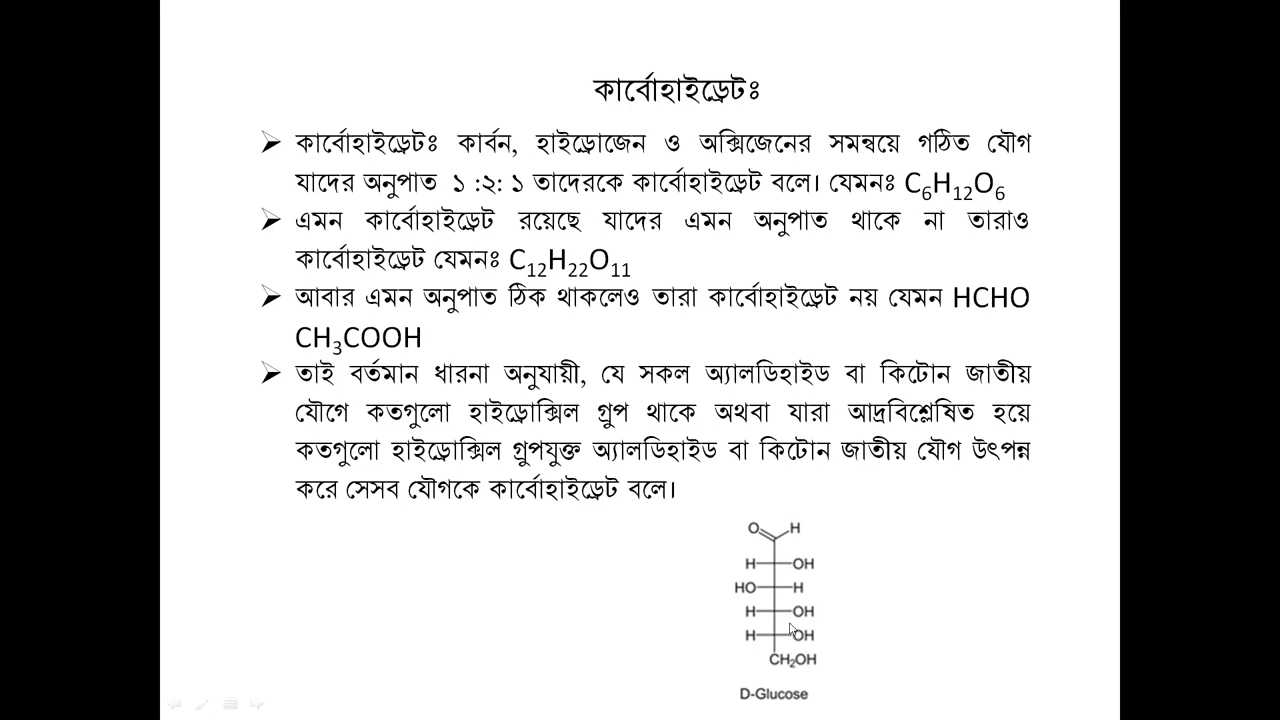 কার্বোহাইড্রেটঃ
➢ কার্বোহাইড্রেটঃ কার্বন, হাইড্রোজেন ও অক্সিজেনের সমন্বয়ে গঠিত যৌগ
যাদের অনুপাত ১ :২: ১ তাদেরকে কার্বোহাইড্রেট বলে। যেমনঃ C₆H₁₂O₆
➢ এমন কার্বোহাইড্রেট রয়েছে যাদের এমন অনুপাত থাকে না তারাও
কার্বোহাইড্রেট যেমনঃ C₁₂H₂₂O₁₁
➢ আবার এমন অনুপাত ঠিক থাকলেও তারা কার্বোহাইড্রেট নয় যেমন HCHO
CH₃COOH
➢ তাই বর্তমান ধারনা অনুযায়ী, যে সকল অ্যালডিহাইড বা কিটোন জাতীয়
যৌগে কতগুলো হাইড্রোক্সিল গ্রুপ থাকে অথবা যারা আদ্রবিশ্লেষিত হয়ে
কতগুলো হাইড্রোক্সিল গ্রুপযুক্ত অ্যালডিহাইড বা কিটোন জাতীয় যৌগ উৎপন্ন
করে সেসব যৌগকে কার্বোহাইড্রেট বলে।
O H
H OH
HO H
H OH
H OH
CH₂OH
D-Glucose